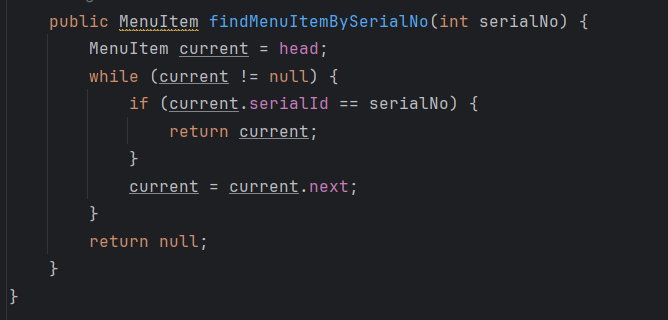 public MenuItem findMenuItemBySerialNo(int serialNo) {
MenuItem current = head;
while (current != null) {
if (current.serialId == serialNo) {
return current;
}
current = current.next;
}
return null;
}
}